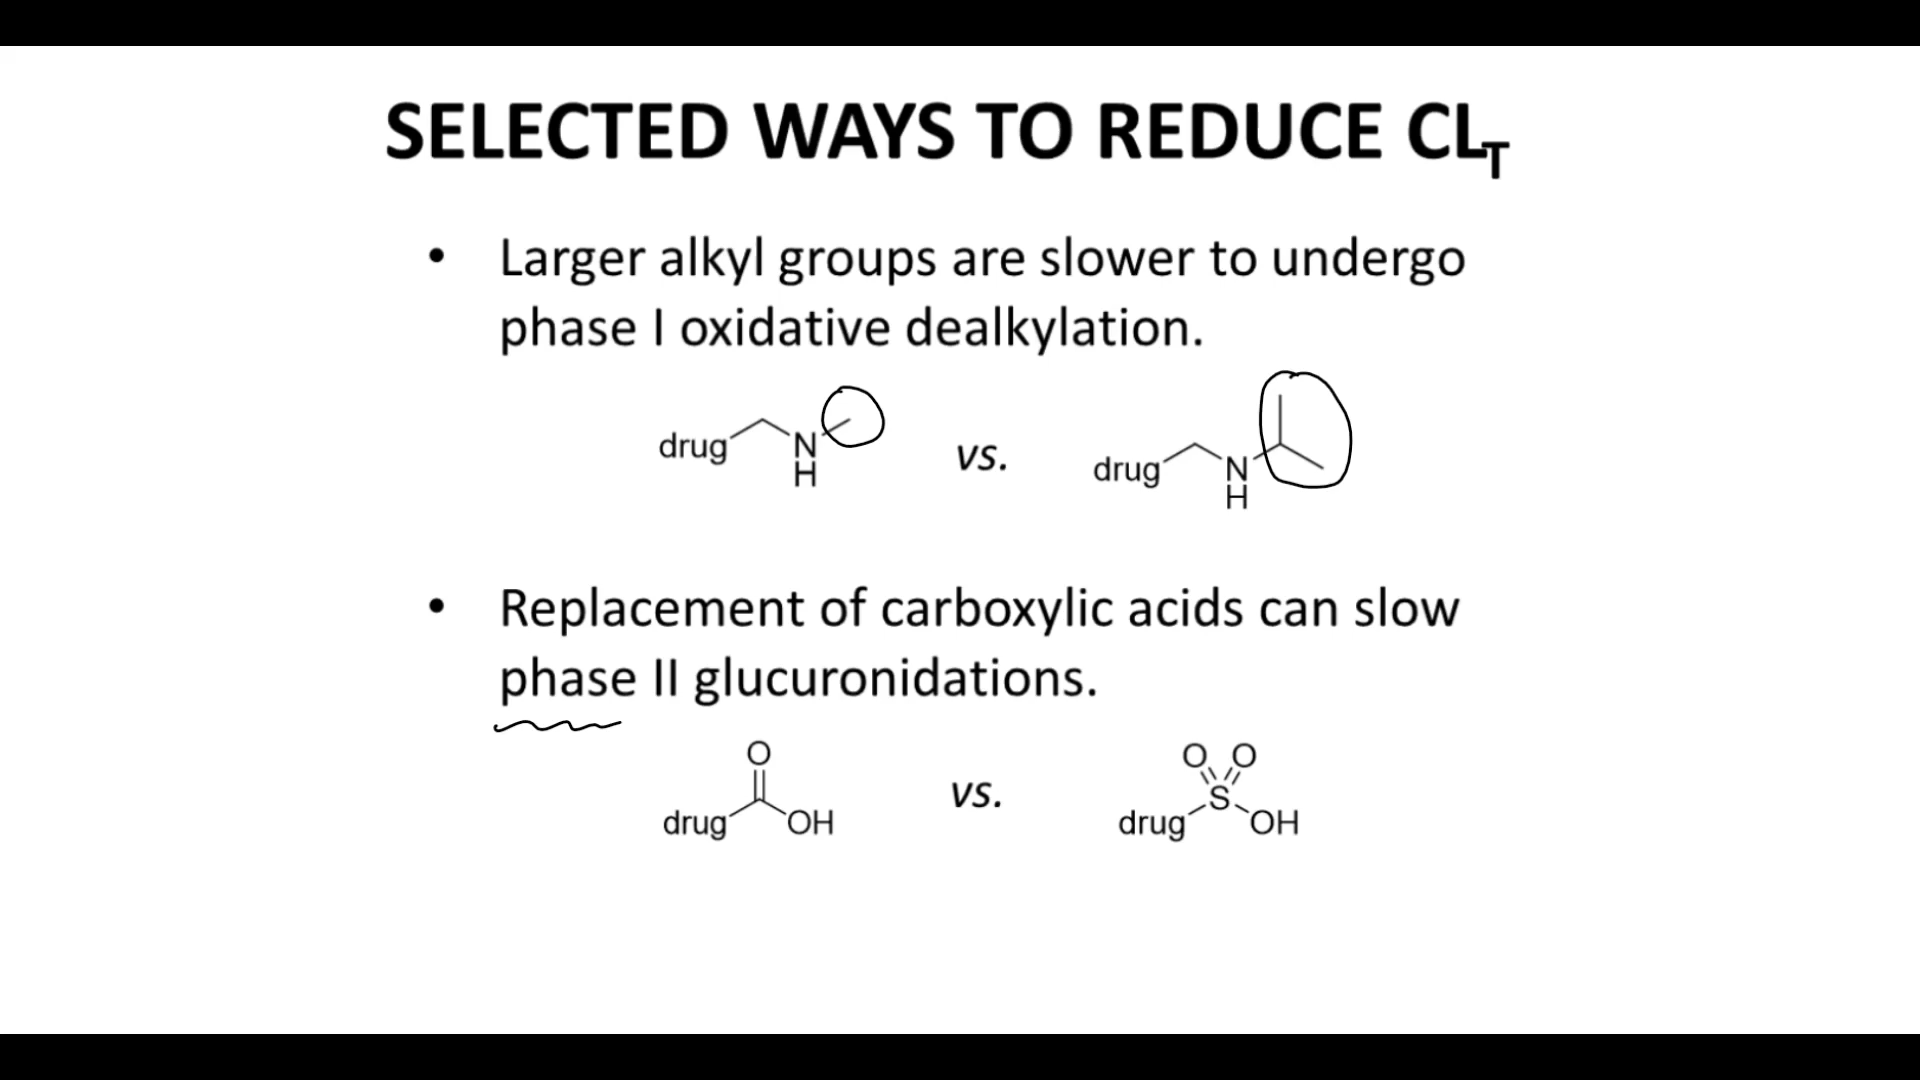 SELECTED WAYS TO REDUCE CLT
• Larger alkyl groups are slower to undergo
phase I oxidative dealkylation.
drug N H vs. drug N H
• Replacement of carboxylic acids can slow
phase II glucuronidations.
O O O
drug OH vs. drug S OH